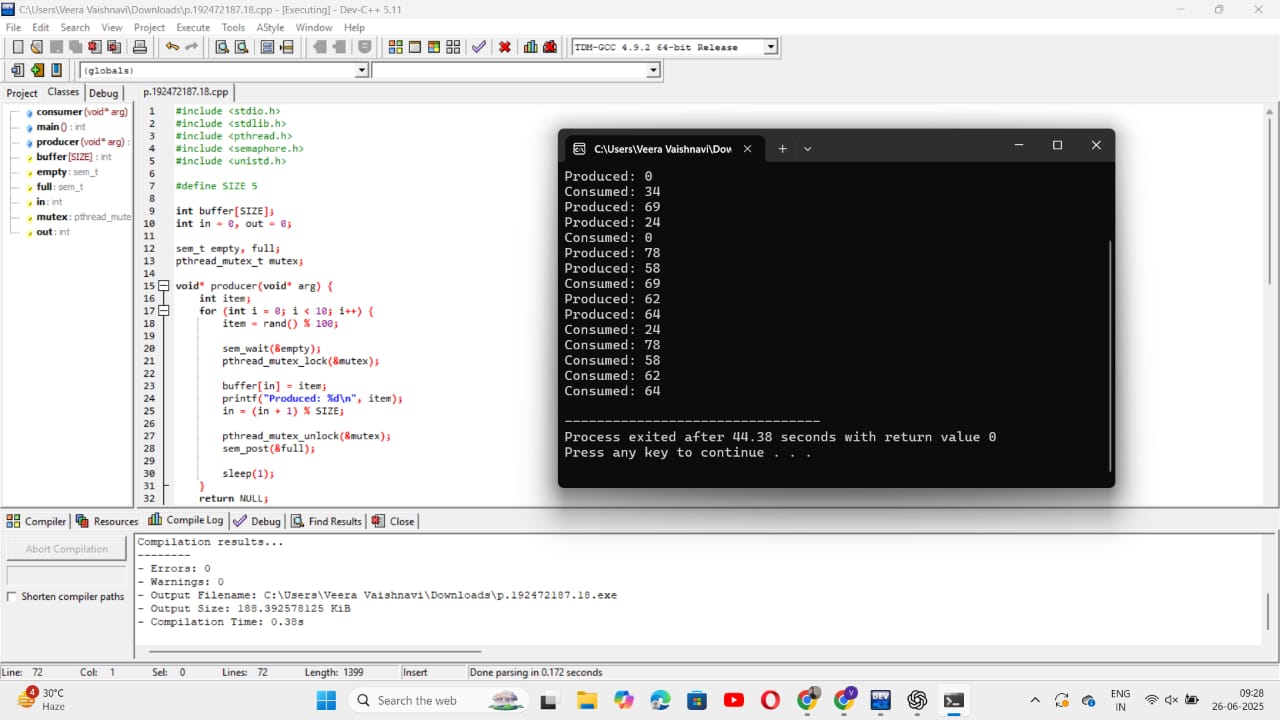 C:\Users\Veera Vaishnavi\Downloads\p.192472187.18.cpp - [Executing] - Dev-C++ 5.11
File Edit Search View Project Execute Tools AStyle Window Help
TDM-GCC 4.9.2 64-bit Release
(globals)
Project Classes Debug
p.192472187.18.cpp
consumer (void* arg)
main () : int
producer (void* arg) :
buffer [SIZE] : int
empty : sem_t
full : sem_t
in : int
mutex : pthread_mute
out : int
1 #include <stdio.h>
2 #include <stdlib.h>
3 #include <pthread.h>
4 #include <semaphore.h>
5 #include <unistd.h>
6
7 #define SIZE 5
8
9 int buffer[SIZE];
10 int in = 0, out = 0;
11
12 sem_t empty, full;
13 pthread_mutex_t mutex;
14
15 void* producer(void* arg) {
16 int item;
17 for (int i = 0; i < 10; i++) {
18 item = rand() % 100;
19
20 sem_wait(&empty);
21 pthread_mutex_lock(&mutex);
22
23 buffer[in] = item;
24 printf("Produced: %d\n", item);
25 in = (in + 1) % SIZE;
26
27 pthread_mutex_unlock(&mutex);
28 sem_post(&full);
29
30 sleep(1);
31 }
32 return NULL;
C:\Users\Veera Vaishnavi\Dow
Produced: 0
Consumed: 34
Produced: 69
Produced: 24
Consumed: 0
Produced: 78
Produced: 58
Consumed: 69
Produced: 62
Produced: 64
Consumed: 24
Consumed: 78
Consumed: 58
Consumed: 62
Consumed: 64
--------------------------------
Process exited after 44.38 seconds with return value 0
Press any key to continue . . .
Compiler Resources Compile Log Debug Find Results Close
Abort Compilation
Shorten compiler paths
Compilation results...
--------
- Errors: 0
- Warnings: 0
- Output Filename: C:\Users\Veera Vaishnavi\Downloads\p.192472187.18.exe
- Output Size: 188.392578125 KiB
- Compilation Time: 0.38s
Line: 72 Col: 1 Sel: 0 Lines: 72 Length: 1399 Insert Done parsing in 0.172 seconds
4
30°C
Haze
Search the web
V
DEV
ENG
IN
09:28
26-06-2025